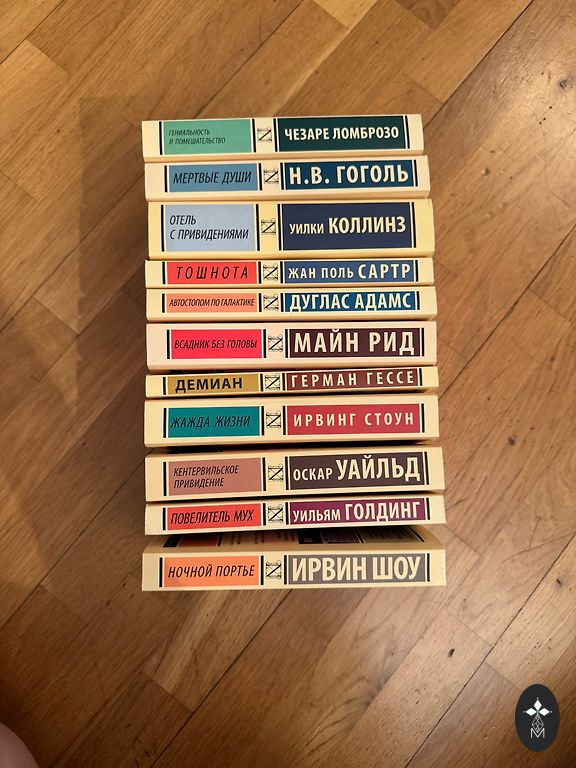 ГЕНИАЛЬНОСТЬ
И ПОМЕШАТЕЛЬСТВО
ЧЕЗАРЕ ЛОМБРОЗО
МЕРТВЫЕ ДУШИ
Н.В. ГОГОЛЬ
ОТЕЛЬ
С ПРИВИДЕНИЯМИ
УИЛКИ КОЛЛИНЗ
ТОШНОТА
ЖАН ПОЛЬ САРТР
АВТОСТОПОМ ПО ГАЛАКТИКЕ
ДУГЛАС АДАМС
ВСАДНИК БЕЗ ГОЛОВЫ
МАЙН РИД
ДЕМИАН
ГЕРМАН ГЕССЕ
ЖАЖДА ЖИЗНИ
ИРВИНГ СТОУН
КЕНТЕРВИЛЬСКОЕ
ПРИВИДЕНИЕ
ОСКАР УАЙЛЬД
ПОВЕЛИТЕЛЬ МУХ
УИЛЬЯМ ГОЛДИНГ
НОЧНОЙ ПОРТЬЕ
ИРВИН ШОУ
М